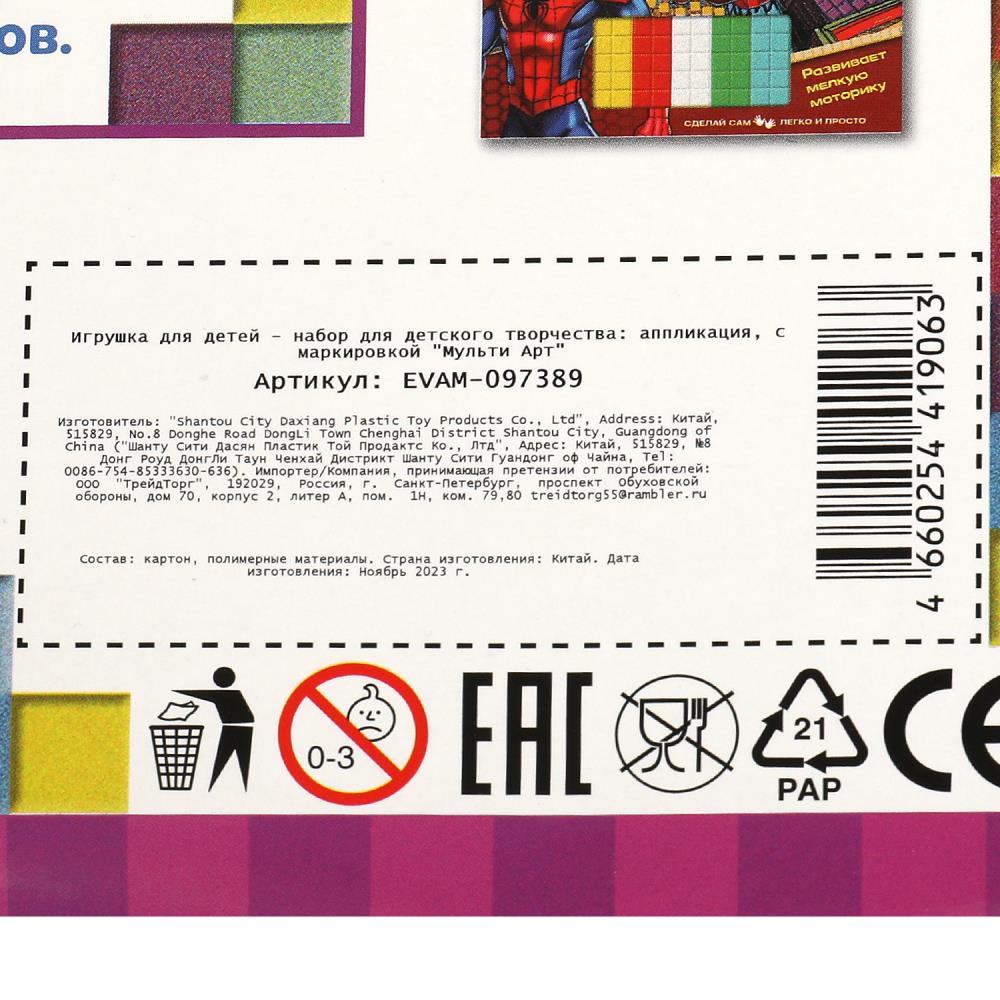 ов.
Развивает
мелкую
моторику
СДЕЛАЙ САМ ЛЕГКО И ПРОСТО
Игрушка для детей – набор для детского творчества: аппликация, с
маркировкой "Мульти Арт"
Артикул: EVAM-097389
Изготовитель: "Shantou City Daxiang Plastic Toy Products Co., Ltd", Address: Китай,
515829, No.8 Donghe Road DongLi Town Chenghai District Shantou City, Guangdong of
China ("Шанту Сити Дасян Пластик Той Продактс Ко., Лтд", Адрес: Китай, 515829, №8
Донг Роуд ДонгЛи Таун Ченхай Дистрикт Шанту Сити Гуандонг оф Чайна, Tel:
0086-754-85333630-636). Импортер/Компания, принимающая претензии от потребителей:
ООО "ТрейдТорг", 192029, Россия, г. Санкт-Петербург, проспект Обуховской
обороны, дом 70, корпус 2, литер А, пом. 1Н, ком. 79,80 treidtorg55@rambler.ru
Состав: картон, полимерные материалы. Страна изготовления: Китай. Дата
изготовления: Ноябрь 2023 г.
4 660254 419063
0-3
EAC
21
PAP
CE